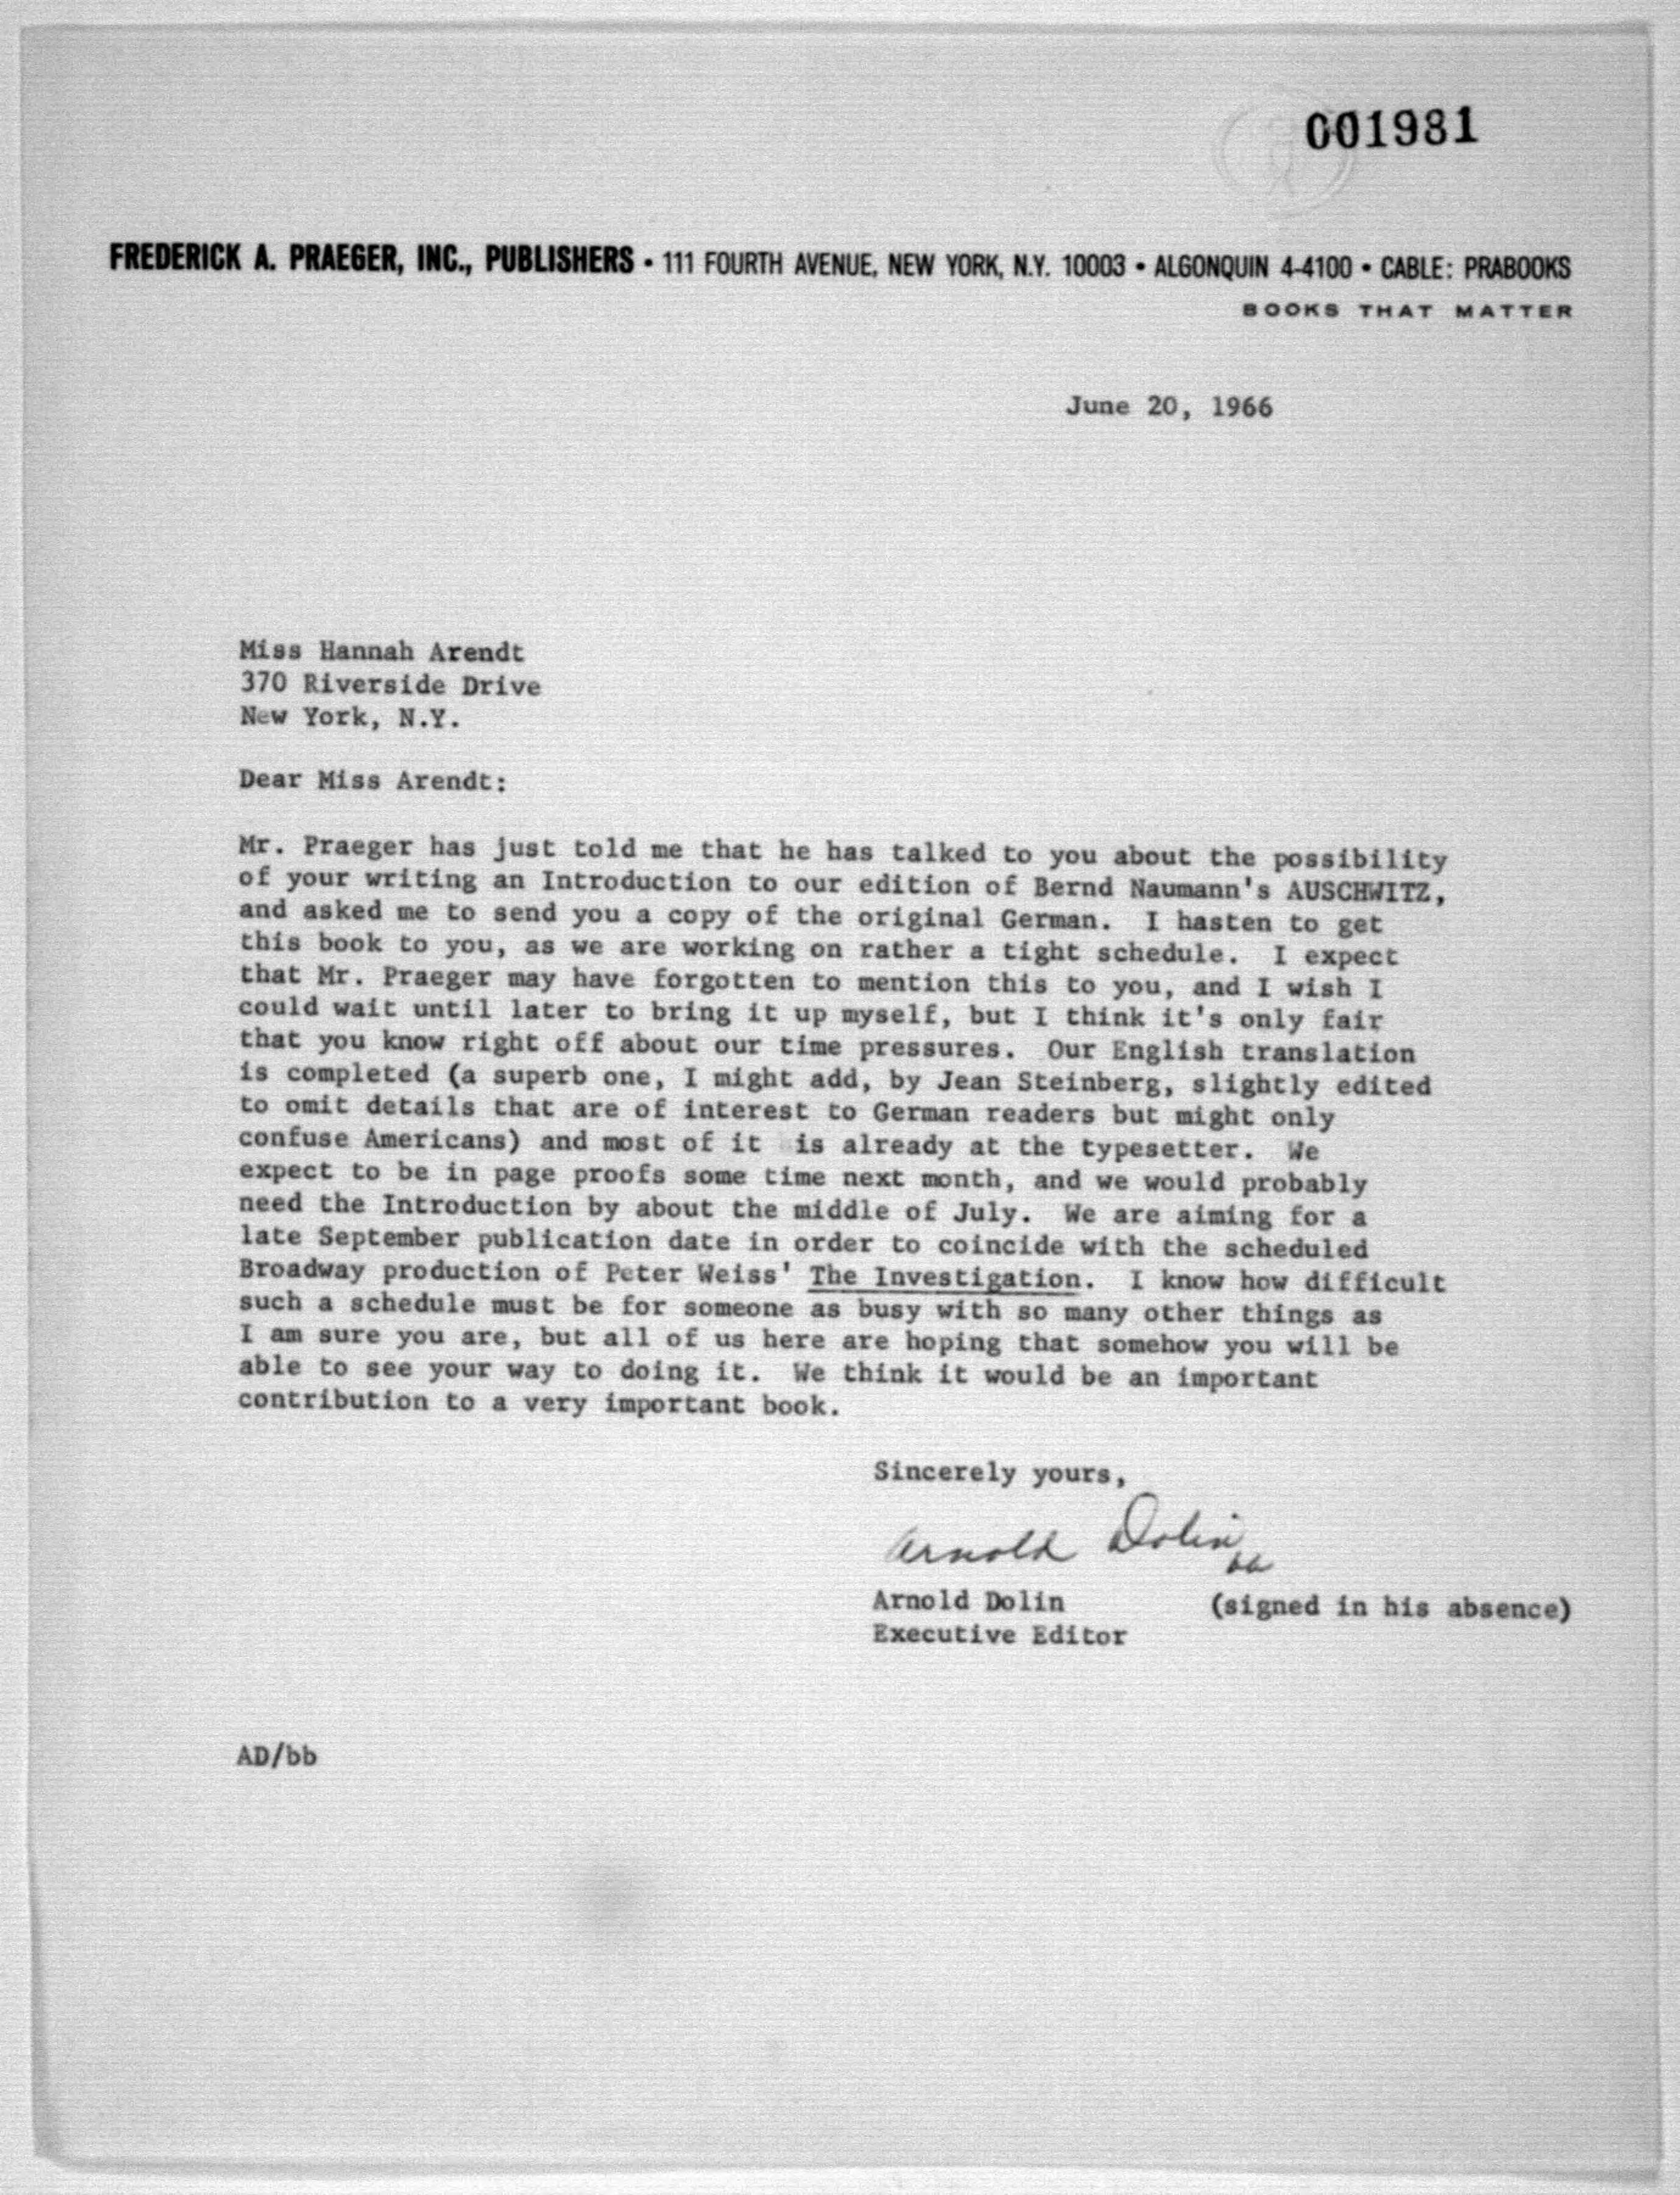 001981
FREDERICK A. PRAEGER, INC., PUBLISHERS • 111 FOURTH AVENUE, NEW YORK, N.Y. 10003 • ALGONQUIN 4-4100 • CABLE: PRABOOKS
BOOKS THAT MATTER
June 20, 1966
Miss Hannah Arendt
370 Riverside Drive
New York, N.Y.
Dear Miss Arendt:
Mr. Praeger has just told me that he has talked to you about the possibility
of your writing an Introduction to our edition of Bernd Naumann's AUSCHWITZ,
and asked me to send you a copy of the original German. I hasten to get
this book to you, as we are working on rather a tight schedule. I expect
that Mr. Praeger may have forgotten to mention this to you, and I wish I
could wait until later to bring it up myself, but I think it's only fair
that you know right off about our time pressures. Our English translation
is completed (a superb one, I might add, by Jean Steinberg, slightly edited
to omit details that are of interest to German readers but might only
confuse Americans) and most of it is already at the typesetter. We
expect to be in page proofs some time next month, and we would probably
need the Introduction by about the middle of July. We are aiming for a
late September publication date in order to coincide with the scheduled
Broadway production of Peter Weiss' The Investigation. I know how difficult
such a schedule must be for someone as busy with so many other things as
I am sure you are, but all of us here are hoping that somehow you will be
able to see your way to doing it. We think it would be an important
contribution to a very important book.
Sincerely yours,
Arnold Dolin
bb
Arnold Dolin (signed in his absence)
Executive Editor
AD/bb